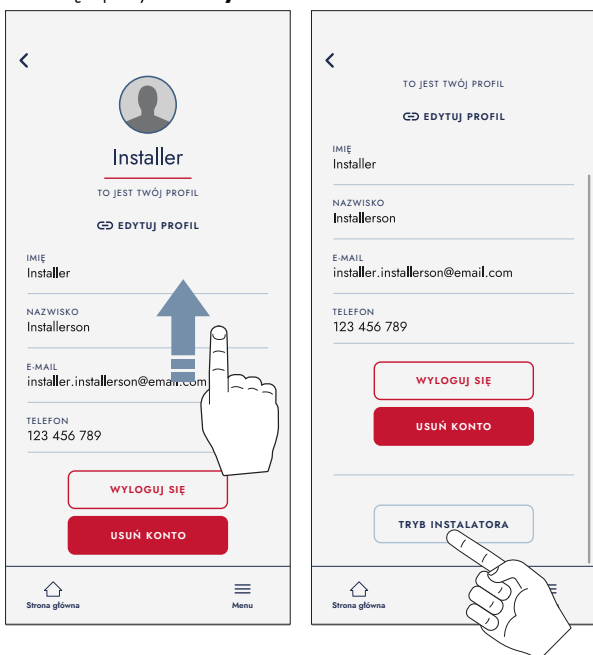 Installer
TO JEST TWÓJ PROFIL
EDYTUJ PROFIL
IMIĘ
Installer
NAZWISKO
Installerson
E-MAIL
installer.installerson@email.com
TELEFON
123 456 789
WYLOGUJ SIĘ
USUŃ KONTO
Strona główna
Menu
TO JEST TWÓJ PROFIL
EDYTUJ PROFIL
IMIĘ
Installer
NAZWISKO
Installerson
E-MAIL
installer.installerson@email.com
TELEFON
123 456 789
WYLOGUJ SIĘ
USUŃ KONTO
TRYB INSTALATORA
Strona główna